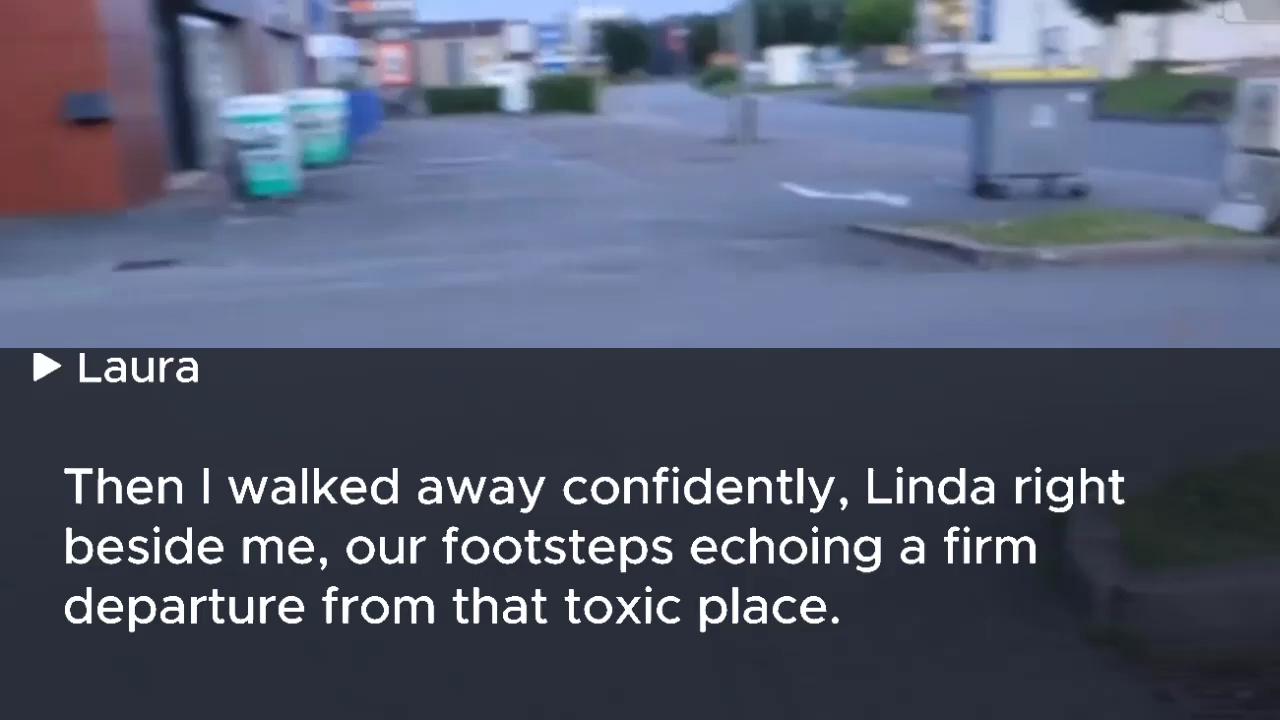 Laura
Then I walked away confidently, Linda right
beside me, our footsteps echoing a firm
departure from that toxic place.